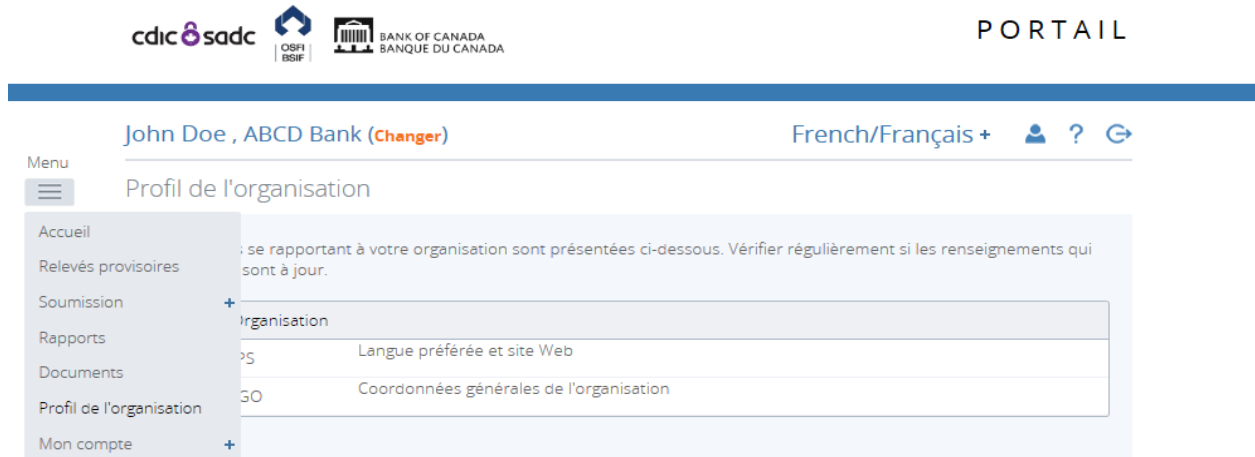 cdic sadc
OSFI
BSIF
BANK OF CANADA
BANQUE DU CANADA
PORTAIL
John Doe , ABCD Bank (Changer)
French/Français +
?
Menu
Profil de l'organisation
Accueil
Relevés provisoires
Soumission +
Rapports
Documents
Profil de l'organisation
Mon compte +
se rapportant à votre organisation sont présentées ci-dessous. Vérifier régulièrement si les renseignements qui
sont à jour.
rganisation
PS Langue préférée et site Web
GO Coordonnées générales de l'organisation